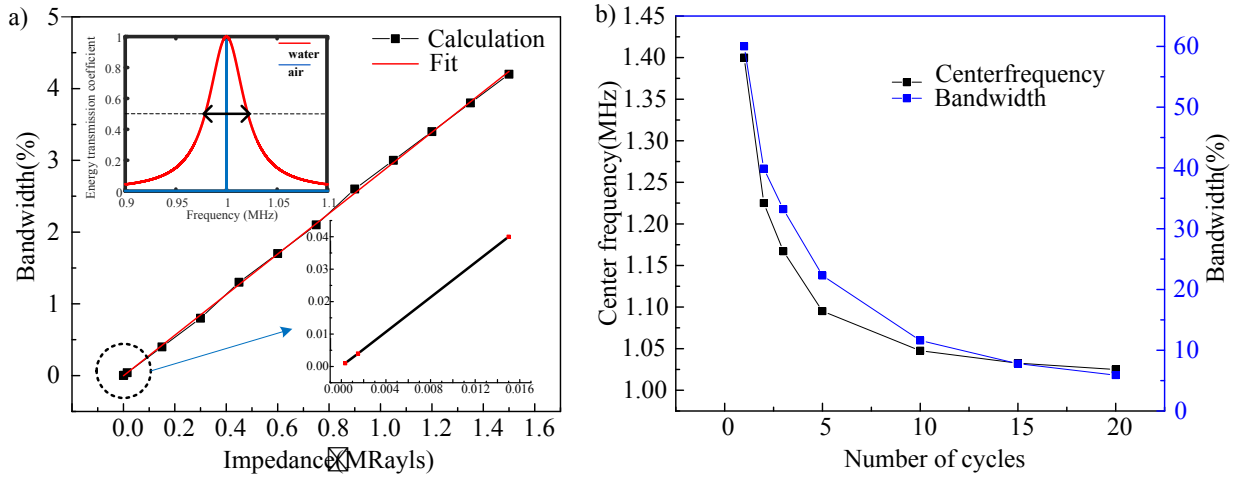 a)
5
4
3
2
1
0
Bandwidth(%)
0.0 0.2 0.4 0.6 0.8 1.0 1.2 1.4 1.6
Impedance(MRayls)
Calculation
Fit
1
0.8
0.6
0.4
0.2
0
Energy transmission coefficient
water
air
0.9 0.95 1 1.05 1.1
Frequency (MHz)
0.04
0.03
0.02
0.01
0.00
0.000 0.004 0.008 0.012 0.016
b)
1.45
1.40
1.35
1.30
1.25
1.20
1.15
1.10
1.05
1.00
Center frequency(MHz)
Centerfrequency
Bandwidth
60
50
40
30
20
10
0
Bandwidth(%)
0 5 10 15 20
Number of cycles